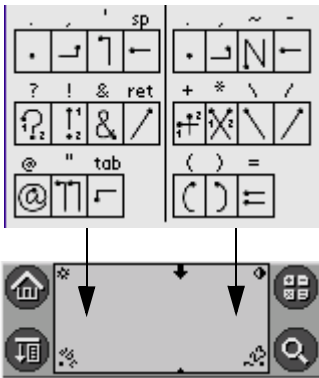 . , ' sp . , ~ -
? ! & ret + * \ /
@ " tab ( ) =